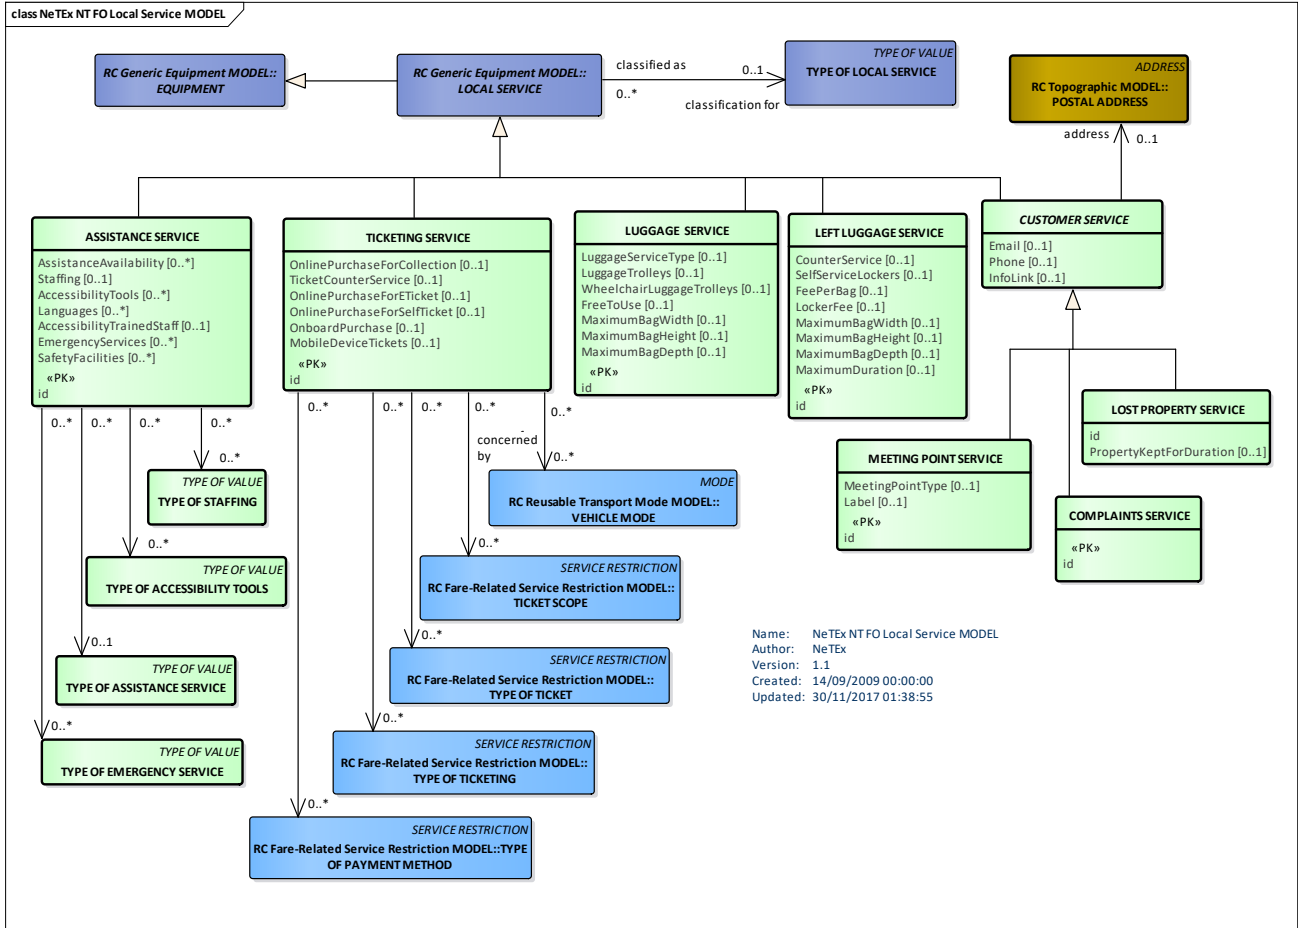 class NeTEx NT FO Local Service MODEL
RC Generic Equipment MODEL::
EQUIPMENT
RC Generic Equipment MODEL::
LOCAL SERVICE
classified as
0..*
0..1
classification for
TYPE OF VALUE
TYPE OF LOCAL SERVICE
ADDRESS
RC Topographic MODEL::
POSTAL ADDRESS
address
0..1
ASSISTANCE SERVICE
AssistanceAvailability [0..*]
Staffing [0..1]
AccessibilityTools [0..*]
Languages [0..*]
AccessibilityTrainedStaff [0..1]
EmergencyServices [0..*]
SafetyFacilities [0..*]
«PK»
id
TICKETING SERVICE
OnlinePurchaseForCollection [0..1]
TicketCounterService [0..1]
OnlinePurchaseForETicket [0..1]
OnlinePurchaseForSelfTicket [0..1]
OnboardPurchase [0..1]
MobileDeviceTickets [0..1]
«PK»
id
LUGGAGE SERVICE
LuggageServiceType [0..1]
LuggageTrolleys [0..1]
WheelchairLuggageTrolleys [0..1]
FreeToUse [0..1]
MaximumBagWidth [0..1]
MaximumBagHeight [0..1]
MaximumBagDepth [0..1]
«PK»
id
LEFT LUGGAGE SERVICE
CounterService [0..1]
SelfServiceLockers [0..1]
FeePerBag [0..1]
LockerFee [0..1]
MaximumBagWidth [0..1]
MaximumBagHeight [0..1]
MaximumBagDepth [0..1]
MaximumDuration [0..1]
«PK»
id
CUSTOMER SERVICE
Email [0..1]
Phone [0..1]
InfoLink [0..1]
0..*
0..*
0..*
0..*
0..*
0..*
0..*
0..*
0..*
concerned
by
0..*
0..*
LOST PROPERTY SERVICE
id
PropertyKeptForDuration [0..1]
MEETING POINT SERVICE
MeetingPointType [0..1]
Label [0..1]
«PK»
id
COMPLAINTS SERVICE
«PK»
id
TYPE OF VALUE
TYPE OF STAFFING
MODE
RC Reusable Transport Mode MODEL::
VEHICLE MODE
0..*
0..*
TYPE OF VALUE
TYPE OF ACCESSIBILITY TOOLS
SERVICE RESTRICTION
RC Fare-Related Service Restriction MODEL::
TICKET SCOPE
0..1
0..*
TYPE OF VALUE
TYPE OF ASSISTANCE SERVICE
SERVICE RESTRICTION
RC Fare-Related Service Restriction MODEL::
TYPE OF TICKET
Name: NeTEx NT FO Local Service MODEL
Author: NeTEx
Version: 1.1
Created: 14/09/2009 00:00:00
Updated: 30/11/2017 01:38:55
0..*
0..*
TYPE OF VALUE
TYPE OF EMERGENCY SERVICE
SERVICE RESTRICTION
RC Fare-Related Service Restriction MODEL::
TYPE OF TICKETING
0..*
SERVICE RESTRICTION
RC Fare-Related Service Restriction MODEL::TYPE
OF PAYMENT METHOD